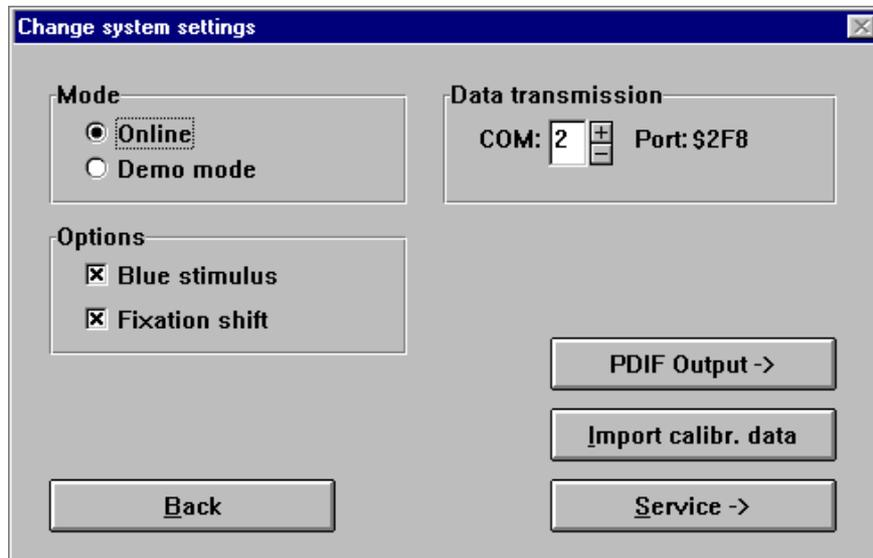 Change system settings
Mode
Online
Demo mode
Data transmission
COM: 2 Port: $2F8
Options
Blue stimulus
Fixation shift
PDIF Output ->
Import calibr. data
Back
Service ->